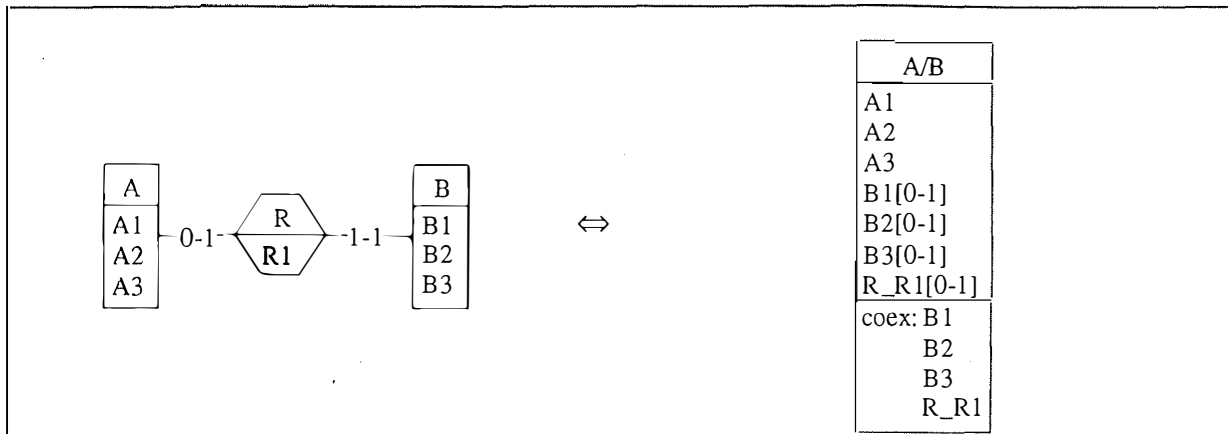 A
A1
A2
A3
0-1
R
R1
1-1
B
B1
B2
B3
⇔
A/B
A1
A2
A3
B1[0-1]
B2[0-1]
B3[0-1]
R_R1[0-1]
coex: B1
B2
B3
R_R1